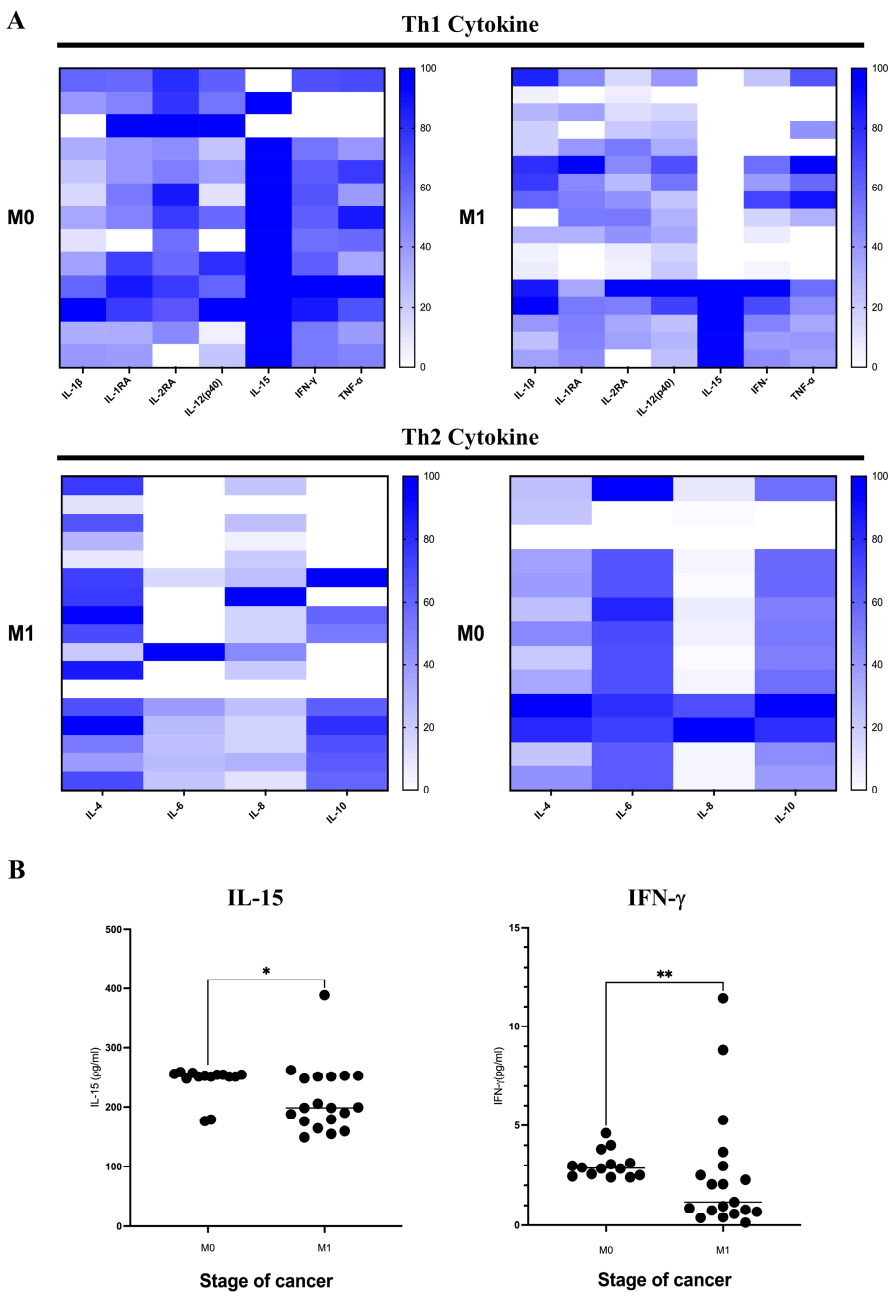 A
Th1 Cytokine
M0
100
80
60
40
20
0
IL-1β
IL-1RA
IL-2RA
IL-12(p40)
IL-15
IFN-γ
TNF-α
M1
100
80
60
40
20
0
IL-1β
IL-1RA
IL-2RA
IL-12(p40)
IL-15
IFN-
TNF-α
Th2 Cytokine
M1
100
80
60
40
20
0
IL-4
IL-6
IL-8
IL-10
M0
100
80
60
40
20
0
IL-4
IL-6
IL-8
IL-10
B
IL-15
500
400
300
200
100
0
IL-15 (pg/ml)
*
M0
M1
Stage of cancer
IFN-γ
15
10
5
0
IFN-γ(pg/ml)
**
M0
M1
Stage of cancer